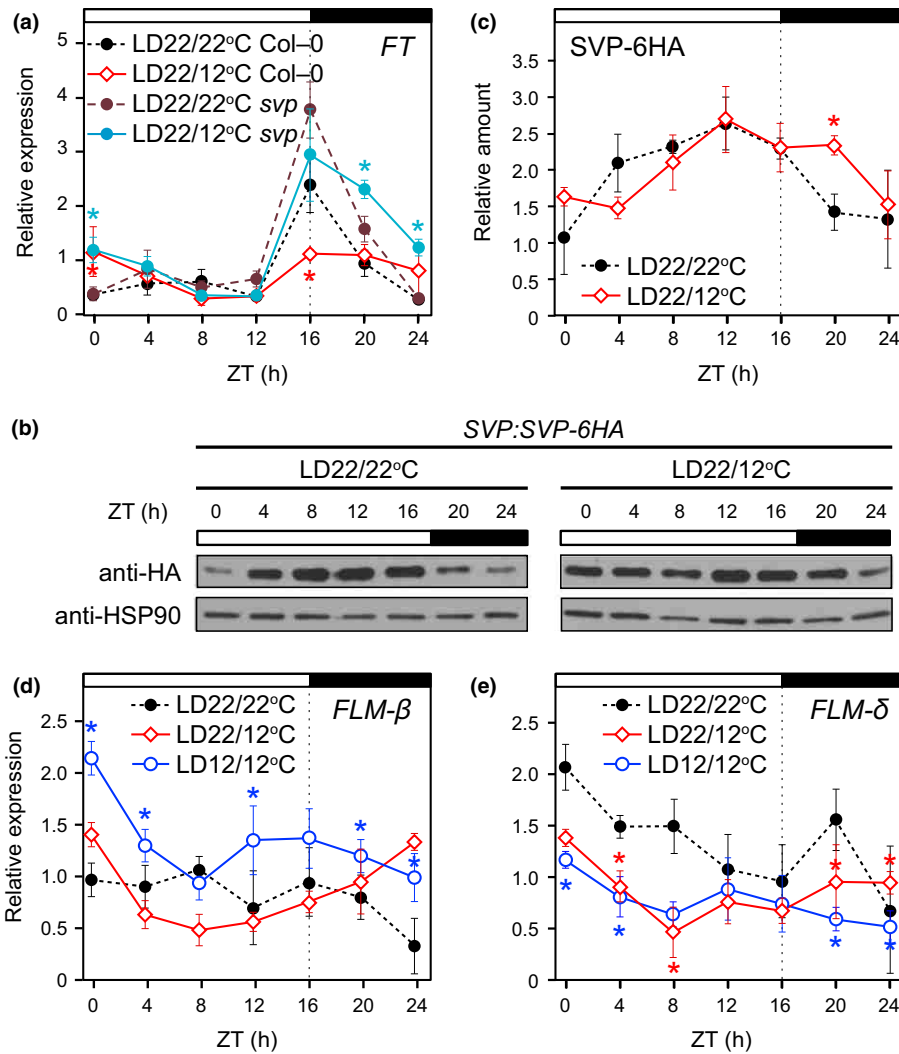 (a)
FT
LD22/22°C Col–0
LD22/12°C Col–0
LD22/22°C svp
LD22/12°C svp
Relative expression
5
4
3
2
1
0
*
*
*
*
*
0 4 8 12 16 20 24
ZT (h)
(c)
SVP-6HA
Relative amount
3.5
3.0
2.5
2.0
1.5
1.0
0.5
0
*
LD22/22°C
LD22/12°C
0 4 8 12 16 20 24
ZT (h)
(b)
SVP:SVP-6HA
LD22/22°C LD22/12°C
ZT (h) 0 4 8 12 16 20 24 0 4 8 12 16 20 24
anti-HA
anti-HSP90
(d)
LD22/22°C
LD22/12°C
LD12/12°C
FLM-β
Relative expression
2.5
2.0
1.5
1.0
0.5
0
*
*
*
*
*
0 4 8 12 16 20 24
ZT (h)
(e)
LD22/22°C
LD22/12°C
LD12/12°C
FLM-δ
2.5
2.0
1.5
1.0
0.5
0
*
*
*
*
*
*
*
*
0 4 8 12 16 20 24
ZT (h)